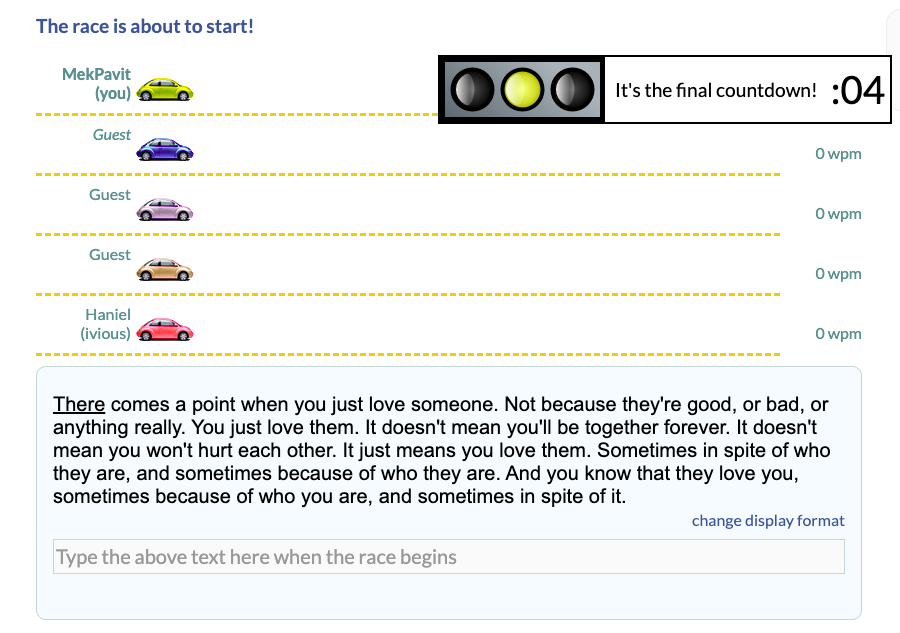 The race is about to start!
MekPavit
(you)
It's the final countdown! :04
Guest
0 wpm
Guest
0 wpm
Guest
0 wpm
Haniel
(ivious)
0 wpm
There comes a point when you just love someone. Not because they're good, or bad, or
anything really. You just love them. It doesn't mean you'll be together forever. It doesn't
mean you won't hurt each other. It just means you love them. Sometimes in spite of who
they are, and sometimes because of who they are. And you know that they love you,
sometimes because of who you are, and sometimes in spite of it.
change display format
Type the above text here when the race begins